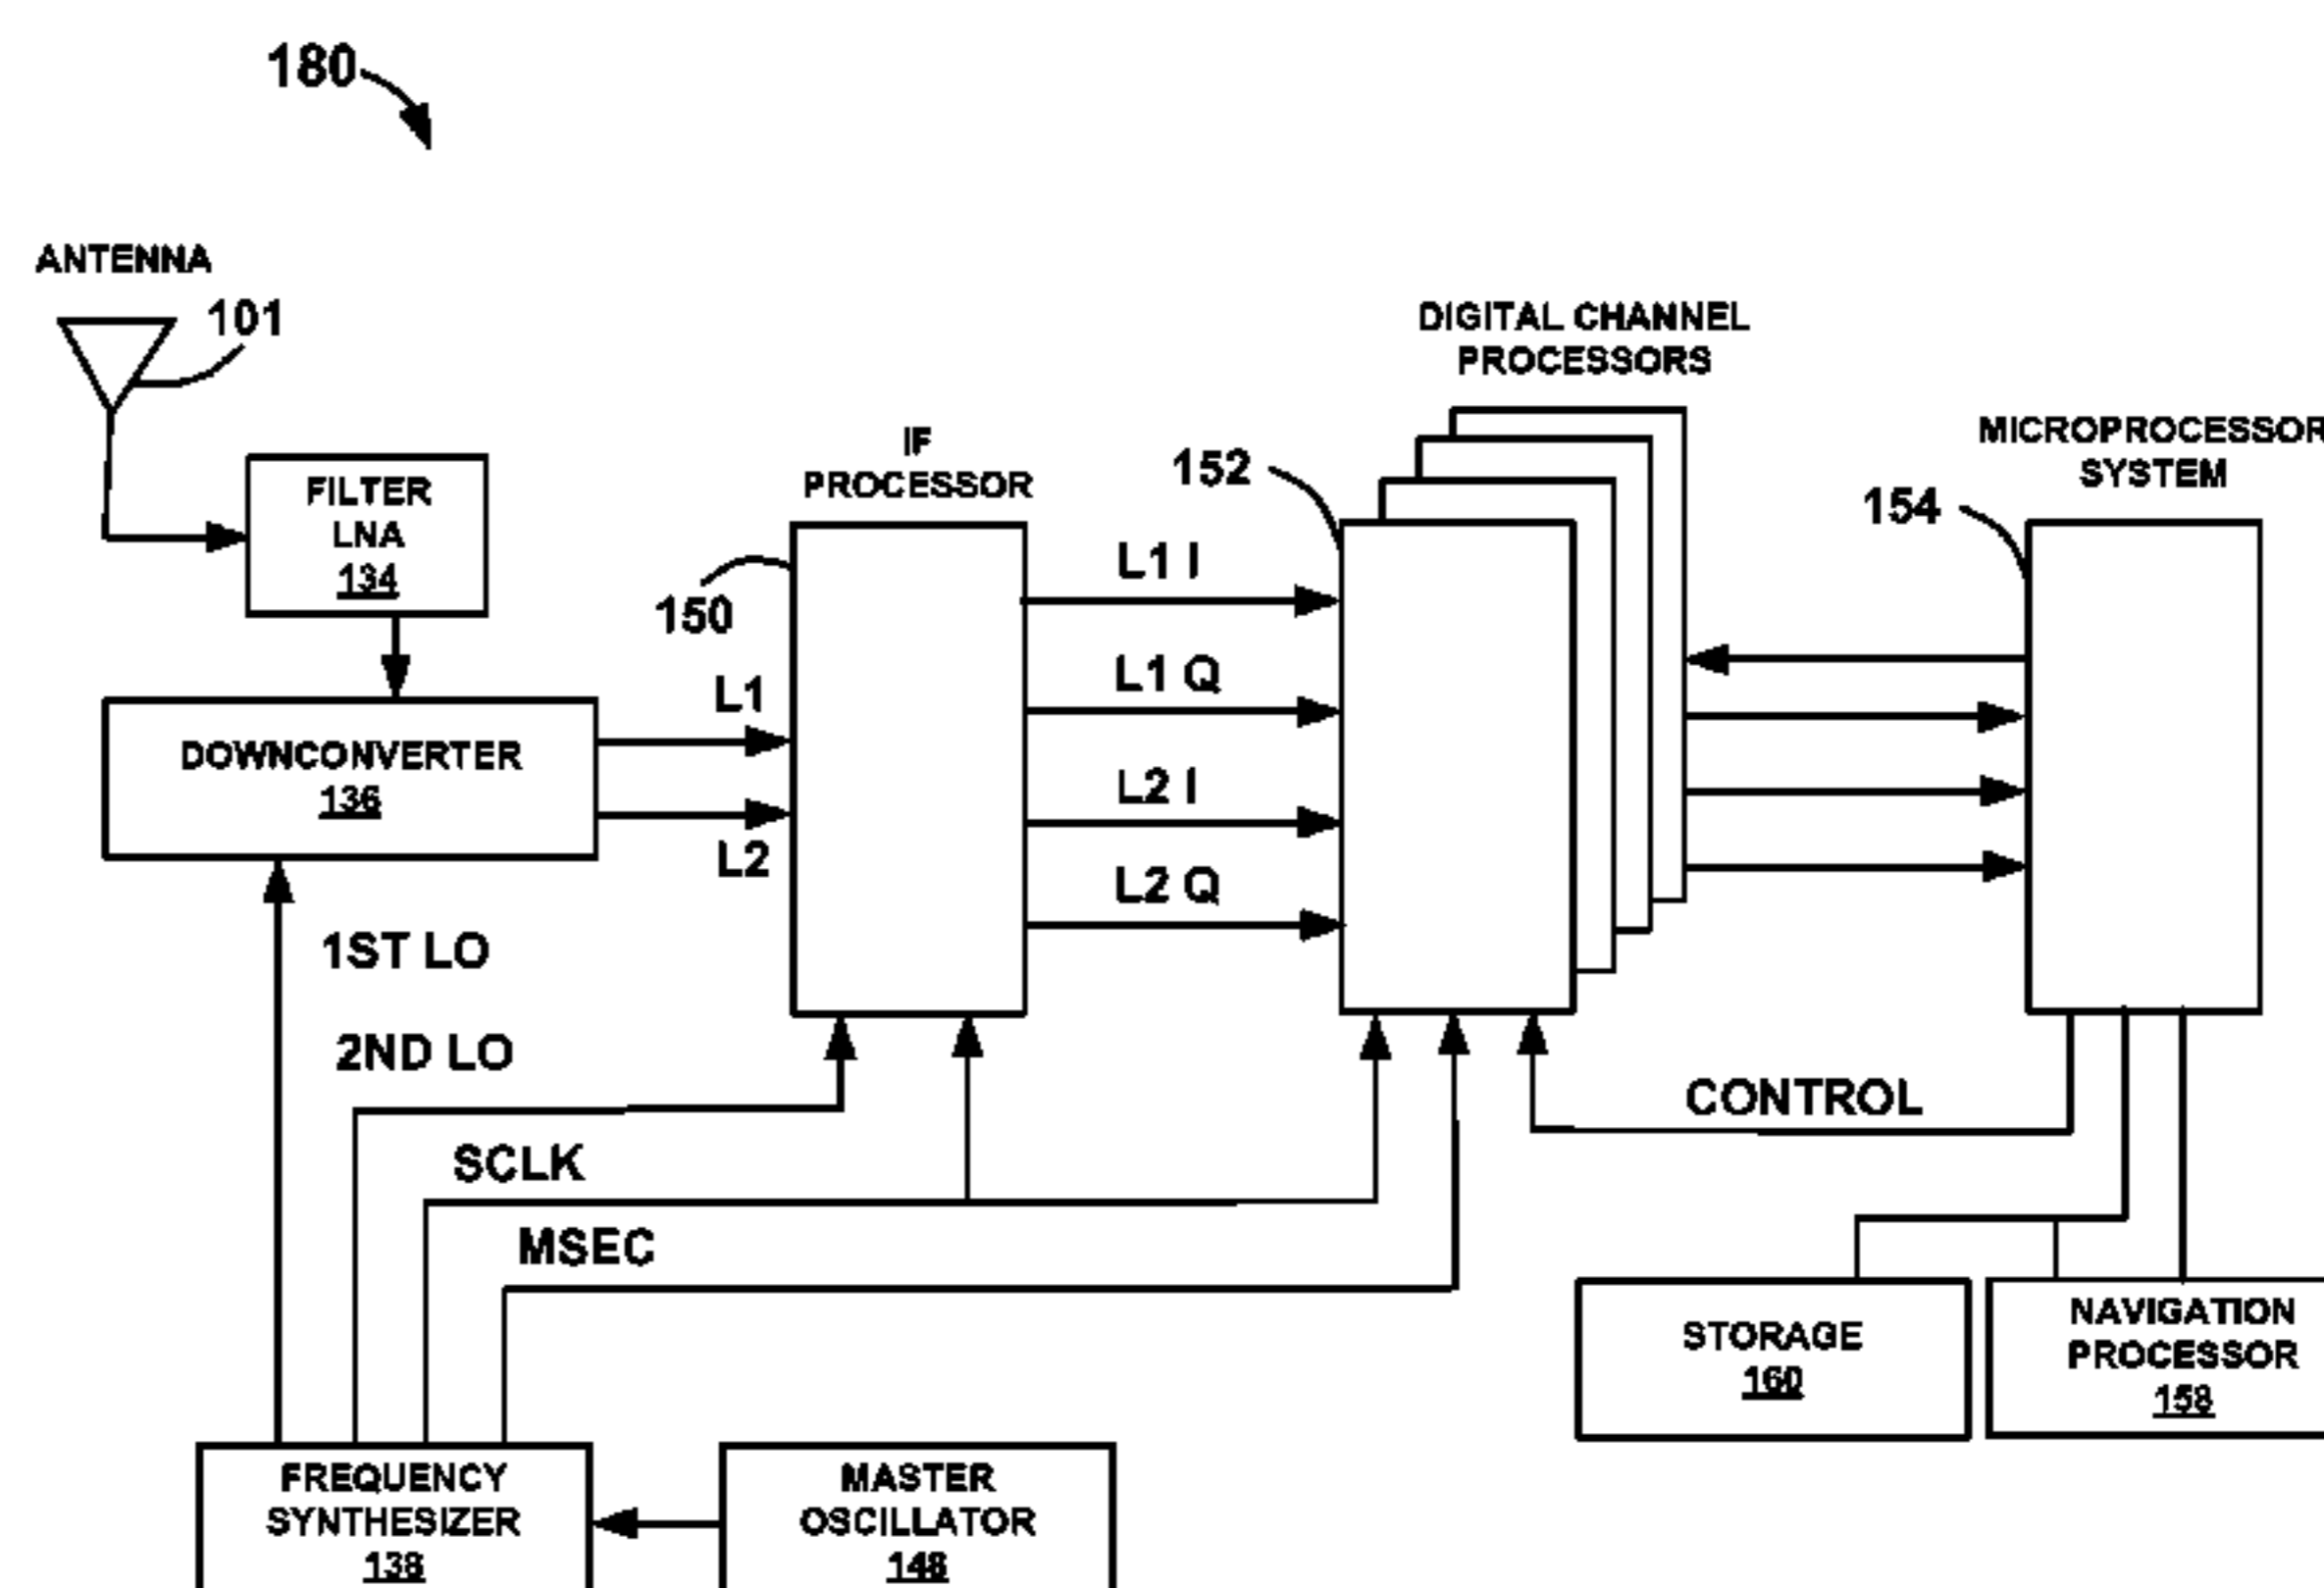 180
ANTENNA
101
FILTER
LNA
134
DOWNCONVERTER
136
L1
L2
IF
PROCESSOR
150
L1 I
L1 Q
L2 I
L2 Q
DIGITAL CHANNEL
PROCESSORS
152
MICROPROCESSOR
SYSTEM
154
1ST LO
2ND LO
SCLK
MSEC
CONTROL
STORAGE
160
NAVIGATION
PROCESSOR
158
FREQUENCY
SYNTHESIZER
138
MASTER
OSCILLATOR
148